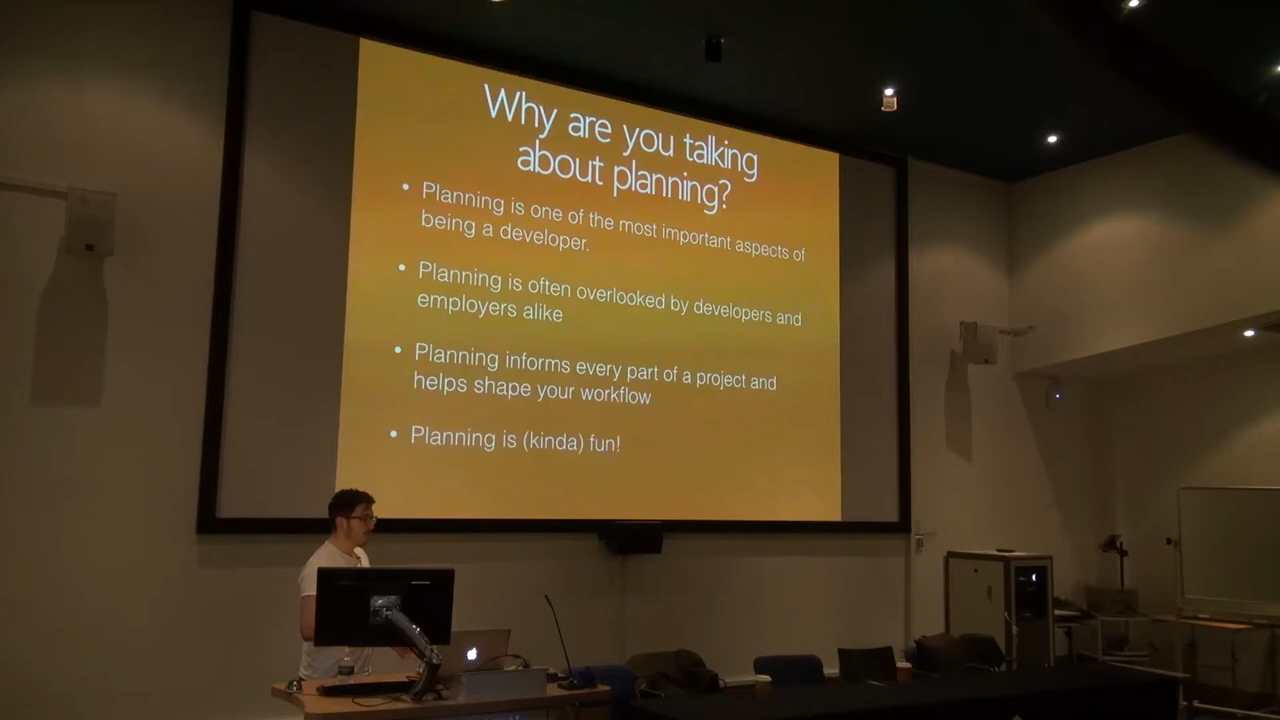 Why are you talking
about planning?
• Planning is one of the most important aspects of
being a developer.
• Planning is often overlooked by developers and
employers alike
• Planning informs every part of a project and
helps shape your workflow
• Planning is (kinda) fun!